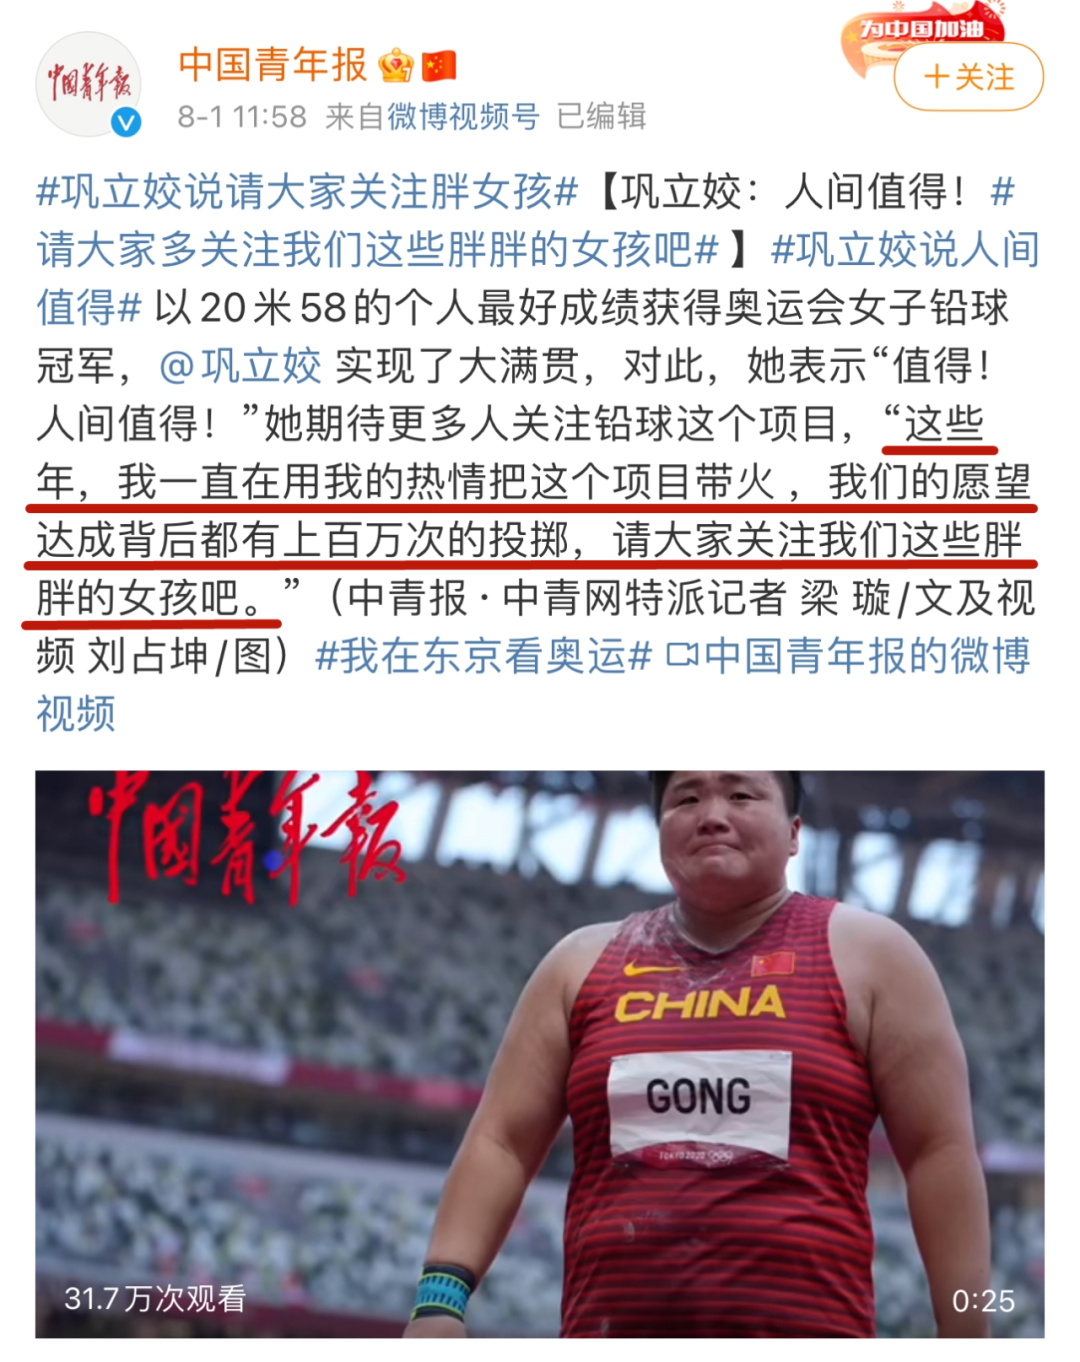 为中国加油
中国青年报
中国青年报
+关注
8-1 11:58 来自微博视频号 已编辑
#巩立姣说请大家关注胖女孩#【巩立姣：人间值得！#
请大家多关注我们这些胖胖的女孩吧# 】#巩立姣说人间
值得# 以20米58的个人最好成绩获得奥运会女子铅球
冠军，@巩立姣 实现了大满贯，对此，她表示“值得！
人间值得！”她期待更多人关注铅球这个项目，“这些
年，我一直在用我的热情把这个项目带火 ，我们的愿望
达成背后都有上百万次的投掷，请大家关注我们这些胖
胖的女孩吧。”（中青报 · 中青网特派记者 梁 璇/文及视
频 刘占坤/图）#我在东京看奥运# 中国青年报的微博
视频
中国青年报
CHINA
GONG
TOKYO 2020
31.7万次观看
0:25